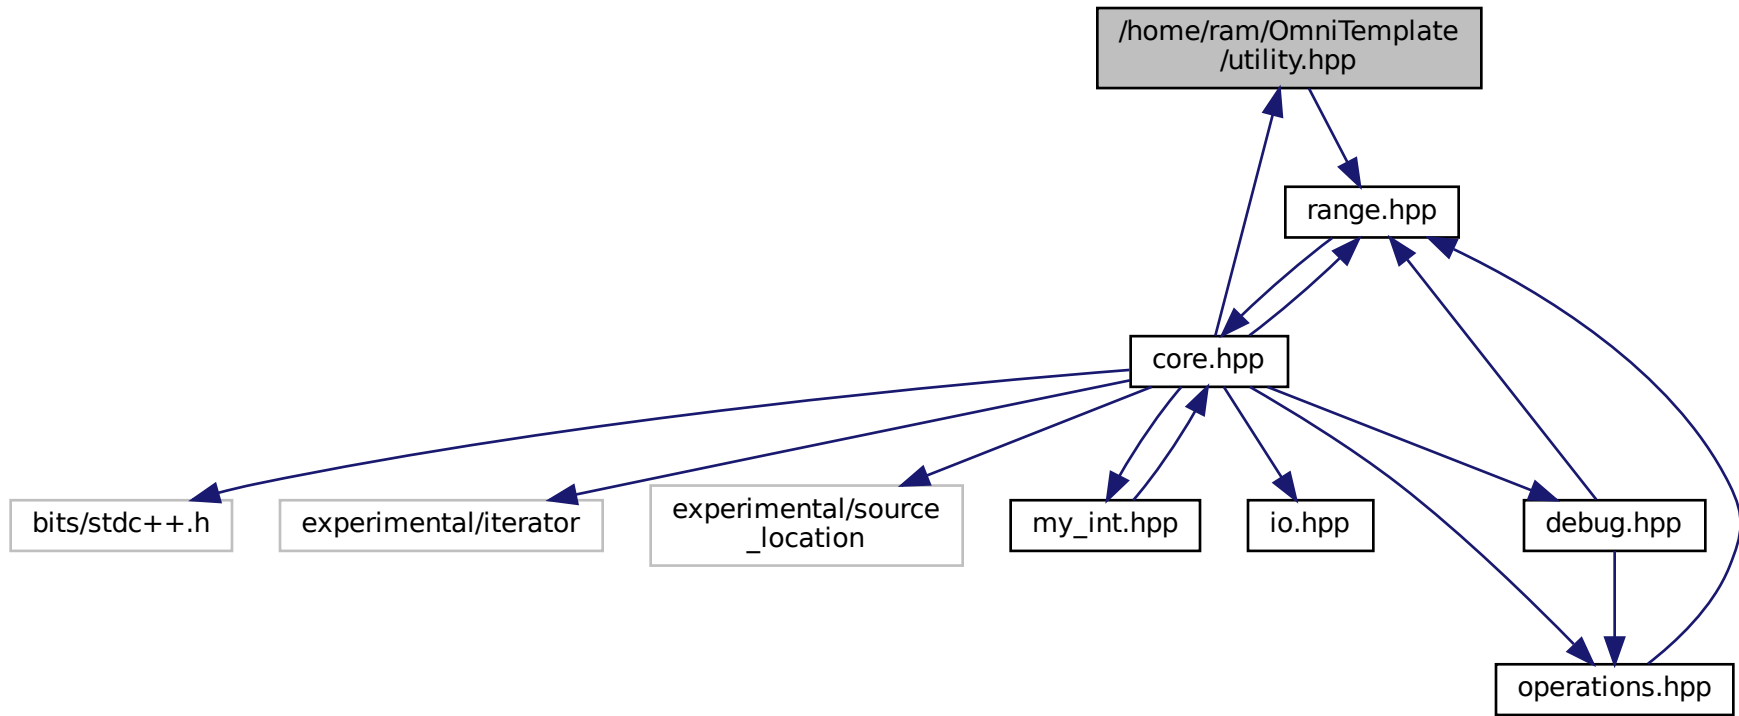 /home/ram/OmniTemplate
/utility.hpp
range.hpp
core.hpp
bits/stdc++.h
experimental/iterator
experimental/source
_location
my_int.hpp
io.hpp
debug.hpp
operations.hpp